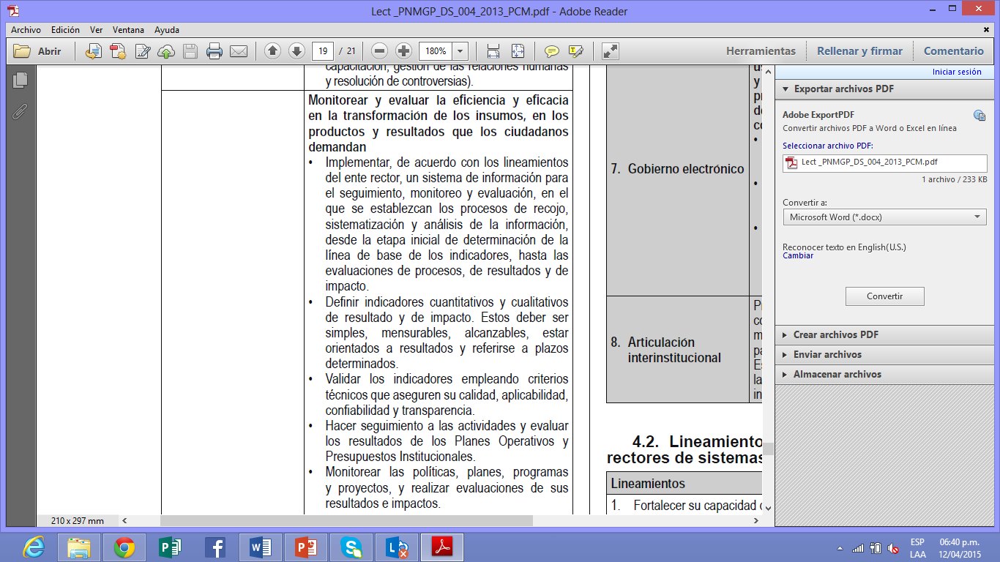 Lect _PNMGP_DS_004_2013_PCM.pdf - Adobe Reader
Archivo Edición Ver Ventana Ayuda
Abrir
19 / 21
180%
Herramientas
Rellenar y firmar
Comentario
capacitación, gestión de las relaciones humanas
y resolución de controversias).
Monitorear y evaluar la eficiencia y eficacia
en la transformación de los insumos, en los
productos y resultados que los ciudadanos
demandan
• Implementar, de acuerdo con los lineamientos
del ente rector, un sistema de información para
el seguimiento, monitoreo y evaluación, en el
que se establezcan los procesos de recojo,
sistematización y análisis de la información,
desde la etapa inicial de determinación de la
línea de base de los indicadores, hasta las
evaluaciones de procesos, de resultados y de
impacto.
• Definir indicadores cuantitativos y cualitativos
de resultado y de impacto. Estos deber ser
simples, mensurables, alcanzables, estar
orientados a resultados y referirse a plazos
determinados.
• Validar los indicadores empleando criterios
técnicos que aseguren su calidad, aplicabilidad,
confiabilidad y transparencia.
• Hacer seguimiento a las actividades y evaluar
los resultados de los Planes Operativos y
Presupuestos Institucionales.
• Monitorear las políticas, planes, programas
y proyectos, y realizar evaluaciones de sus
resultados e impactos.
7. Gobierno electrónico
y
8. Articulación
interinstitucional
la
in
4.2. Lineamiento
rectores de sistemas
Lineamientos
1. Fortalecer su capacidad
210 x 297 mm
Iniciar sesión
Exportar archivos PDF
Adobe ExportPDF
Convertir archivos PDF a Word o Excel en línea
Seleccionar archivo PDF:
Lect _PNMGP_DS_004_2013_PCM.pdf
1 archivo / 233 KB
Convertir a:
Microsoft Word (*.docx)
Reconocer texto en English(U.S.)
Cambiar
Convertir
Crear archivos PDF
Enviar archivos
Almacenar archivos
ESP
LAA
06:40 p.m.
12/04/2015